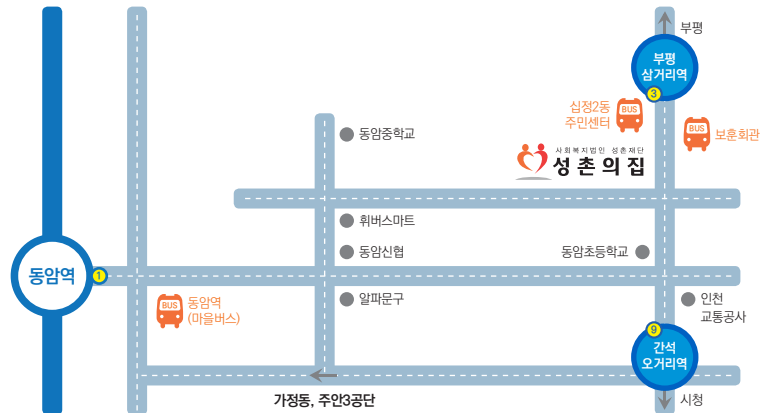 부평
부평
삼거리역
3
십정2동
주민센터
BUS
BUS
보훈회관
동암중학교
사회복지법인 성촌재단
성촌의집
휘버스마트
동암신협
동암초등학교
동암역
1
BUS
동암역
(마을버스)
알파문구
인천
교통공사
9
간석
오거리역
가정동, 주안3공단
시청